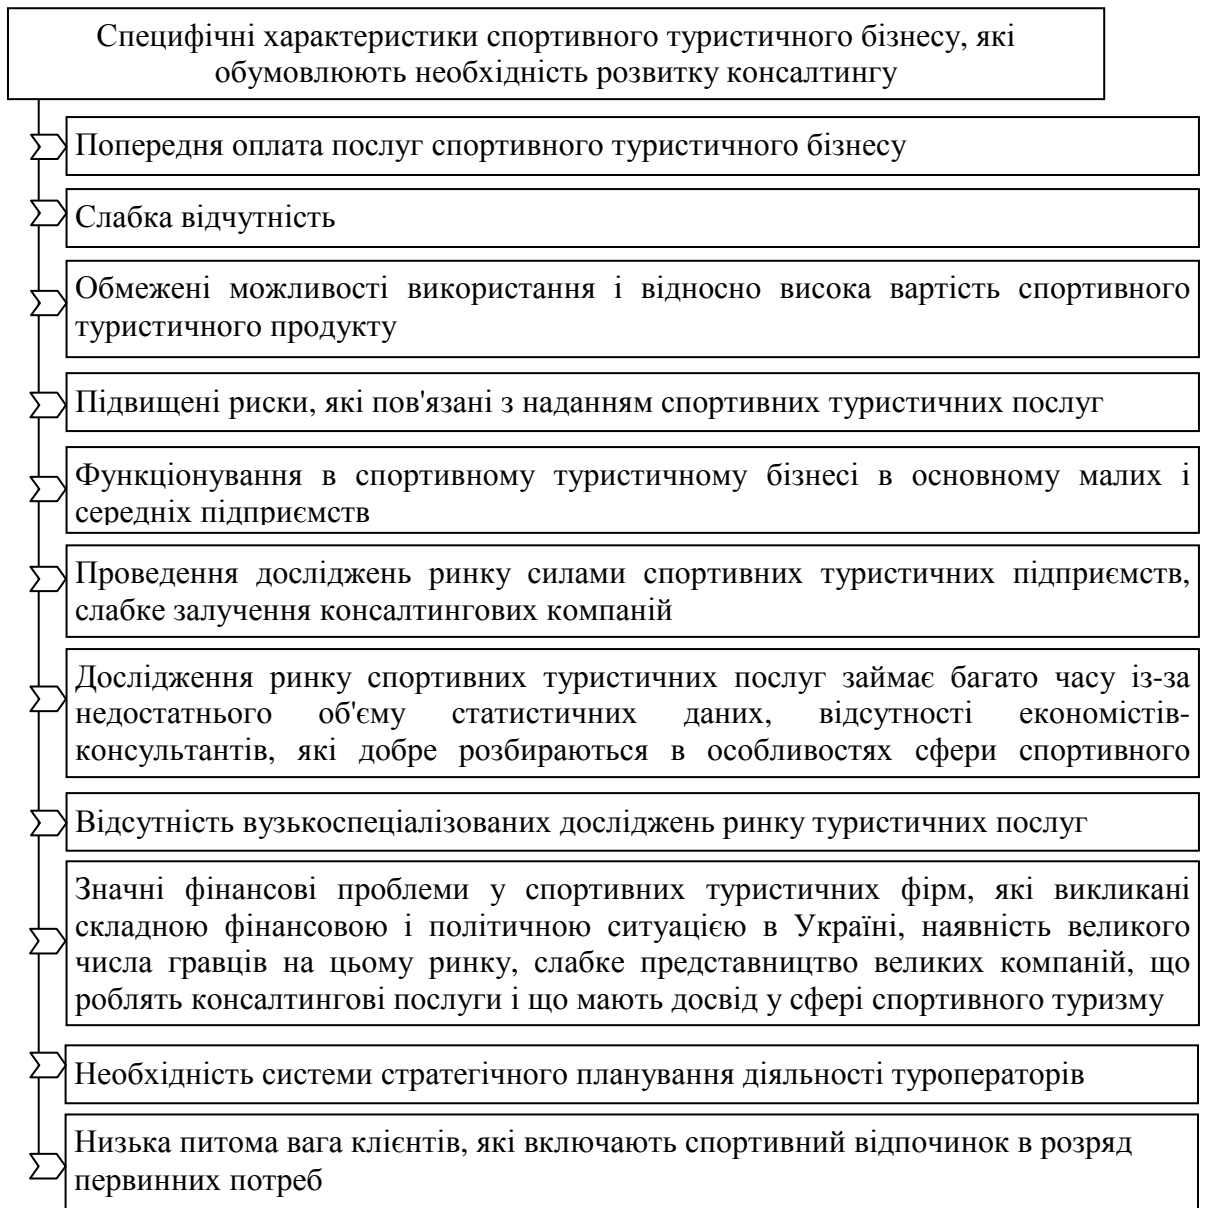 Специфічні характеристики спортивного туристичного бізнесу, які
обумовлюють необхідність розвитку консалтингу
Попередня оплата послуг спортивного туристичного бізнесу
Слабка відчутність
Обмежені можливості використання і відносно висока вартість спортивного
туристичного продукту
Підвищені риски, які пов'язані з наданням спортивних туристичних послуг
Функціонування в спортивному туристичному бізнесі в основному малих і
середніх підприємств
Проведення досліджень ринку силами спортивних туристичних підприємств,
слабке залучення консалтингових компаній
Дослідження ринку спортивних туристичних послуг займає багато часу із-за
недостатнього об'єму статистичних даних, відсутності економістів-
консультантів, які добре розбираються в особливостях сфери спортивного
Відсутність вузькоспеціалізованих досліджень ринку туристичних послуг
Значні фінансові проблеми у спортивних туристичних фірм, які викликані
складною фінансовою і політичною ситуацією в Україні, наявність великого
числа гравців на цьому ринку, слабке представництво великих компаній, що
роблять консалтингові послуги і що мають досвід у сфері спортивного туризму
Необхідність системи стратегічного планування діяльності туроператорів
Низька питома вага клієнтів, які включають спортивний відпочинок в розряд
первинних потреб